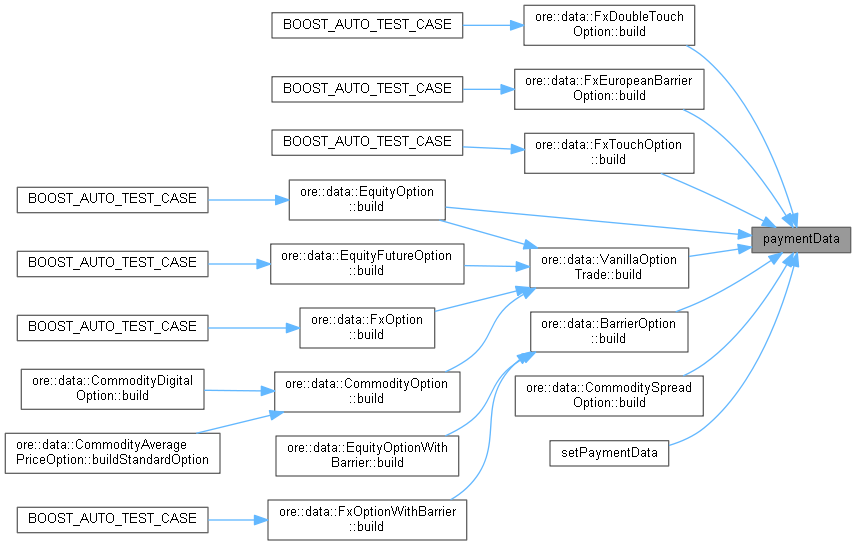 BOOST_AUTO_TEST_CASE
ore::data::FxDoubleTouch
Option::build
BOOST_AUTO_TEST_CASE
ore::data::FxEuropeanBarrier
Option::build
BOOST_AUTO_TEST_CASE
ore::data::FxTouchOption
::build
BOOST_AUTO_TEST_CASE
ore::data::EquityOption
::build
paymentData
BOOST_AUTO_TEST_CASE
ore::data::EquityFutureOption
::build
ore::data::VanillaOption
Trade::build
BOOST_AUTO_TEST_CASE
ore::data::FxOption
::build
ore::data::BarrierOption
::build
ore::data::CommodityDigital
Option::build
ore::data::CommodityOption
::build
ore::data::CommoditySpread
Option::build
ore::data::CommodityAverage
PriceOption::buildStandardOption
ore::data::EquityOptionWith
Barrier::build
setPaymentData
BOOST_AUTO_TEST_CASE
ore::data::FxOptionWithBarrier
::build